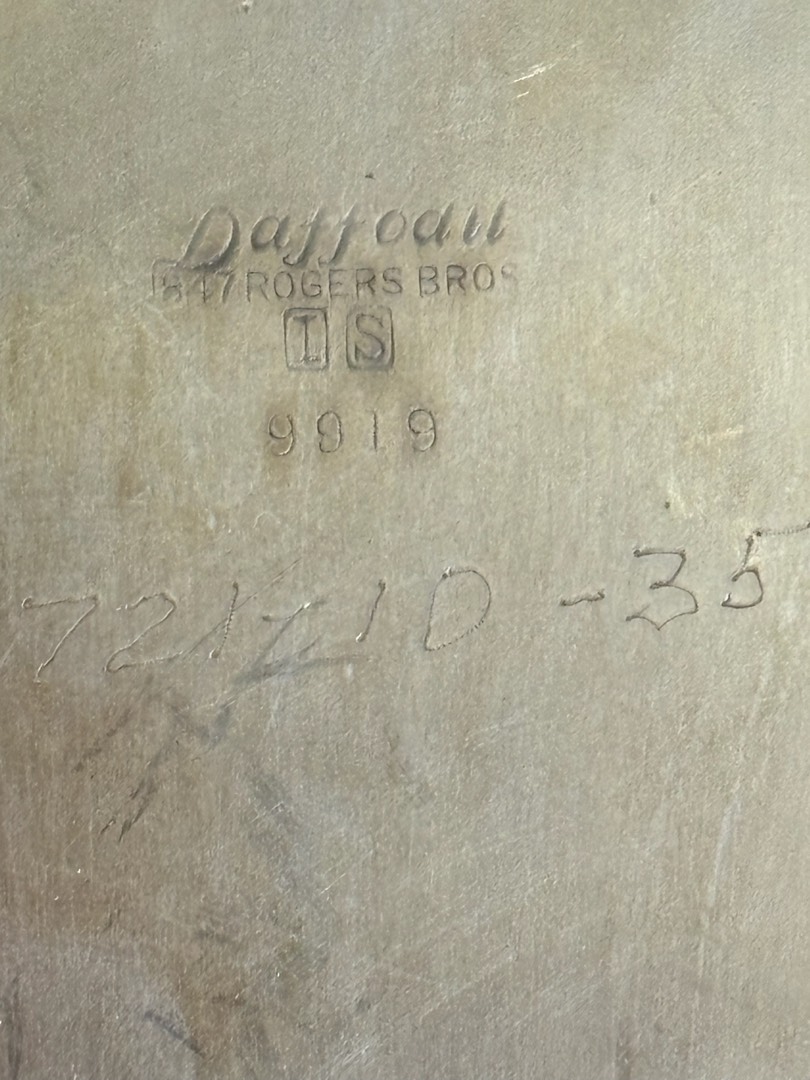 Daffodil
1847 ROGERS BROS
I S
9919
-35